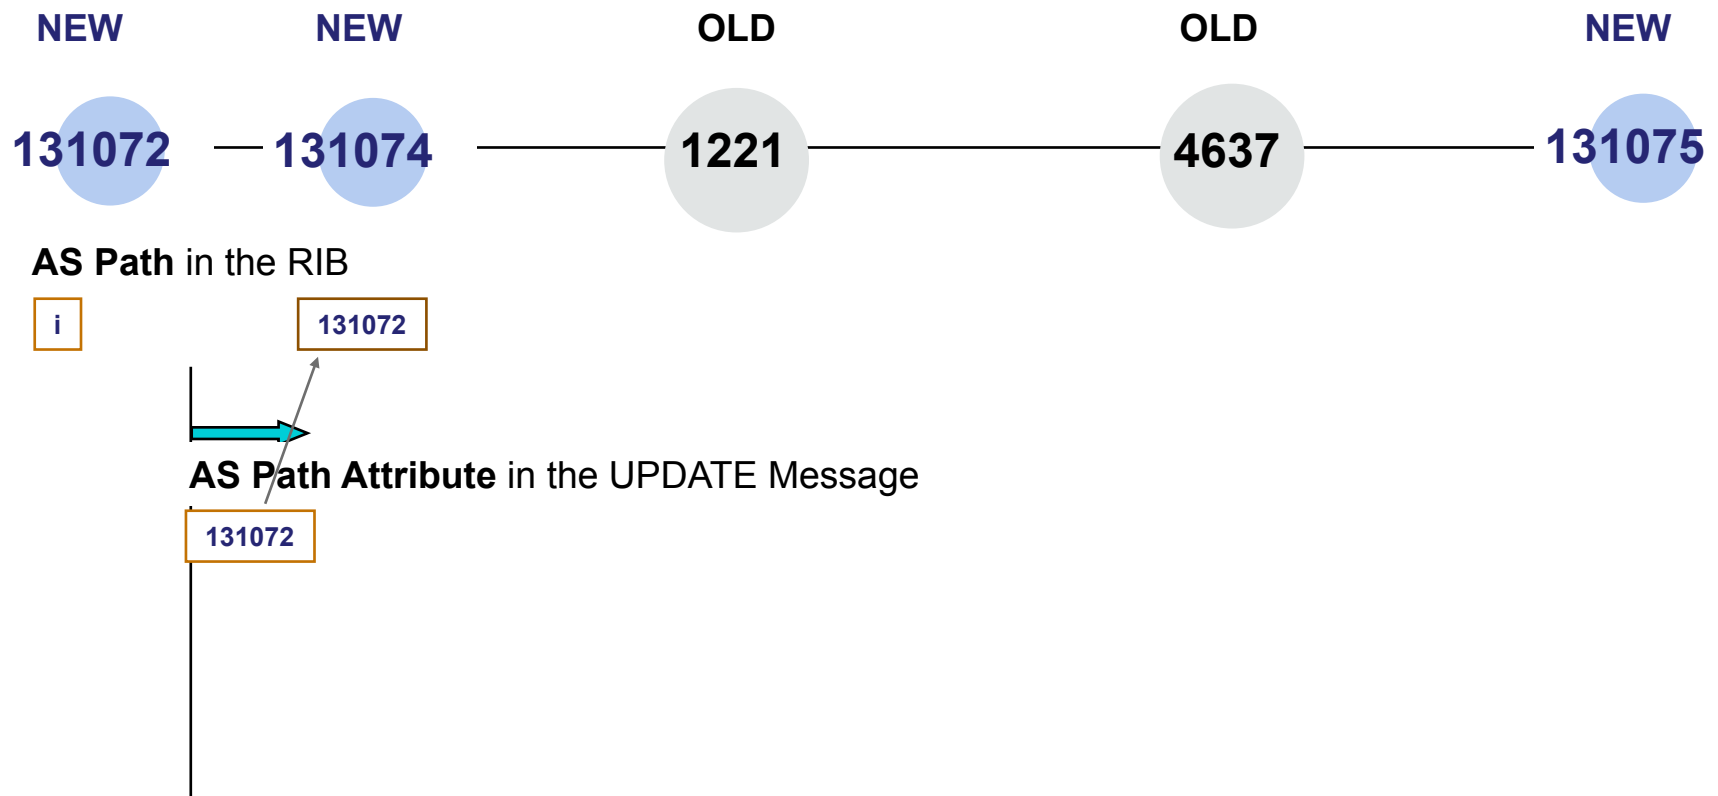 NEW NEW OLD OLD NEW
131072 131074 1221 4637 131075
AS Path in the RIB
i 131072
AS Path Attribute in the UPDATE Message
131072